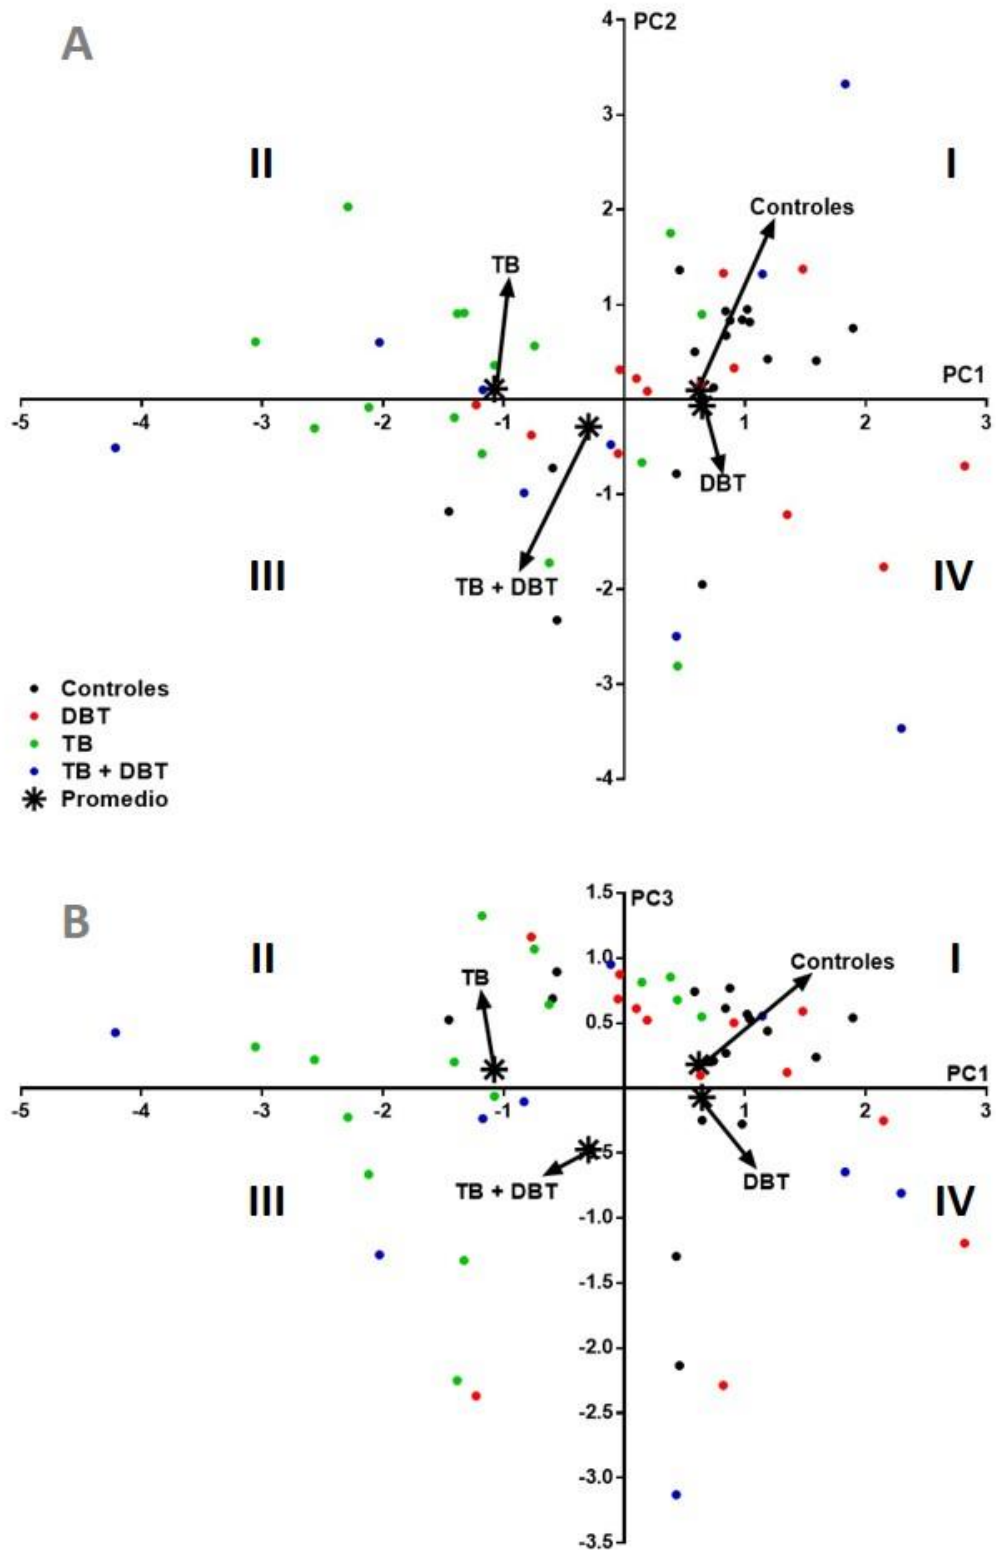 A
4
PC2
3
II
I
2
Controles
TB
1
PC1
-5
-4
-3
-2
-1
1
2
3
DBT
-1
III
IV
TB + DBT
-2
-3
-4
Controles
DBT
TB
TB + DBT
Promedio
B
1.5
PC3
II
I
1.0
Controles
TB
0.5
PC1
-5
-4
-3
-2
-1
1
2
3
.5
TB + DBT
DBT
III
IV
-1.0
-1.5
-2.0
-2.5
-3.0
-3.5